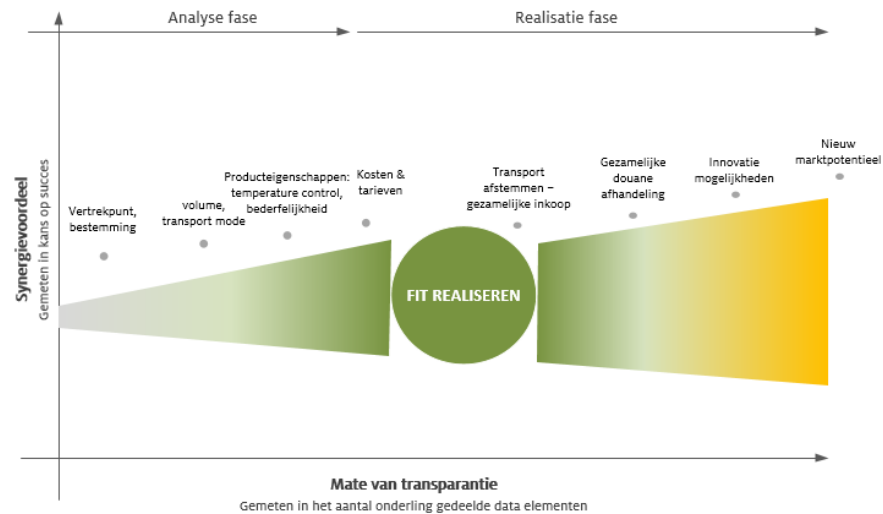 Analyse fase
Realisatie fase
Synergievoordeel
Gemeten in kans op succes
Vertrekpunt,
bestemming
volume,
transport mode
Producteigenschappen:
temperature control,
bederfelijkheid
Kosten &
tarieven
FIT REALISEREN
Transport
afstemmen –
gezamelijke inkoop
Gezamelijke
douane
afhandeling
Innovatie
mogelijkheden
Nieuw
marktpotentieel
Mate van transparantie
Gemeten in het aantal onderling gedeelde data elementen